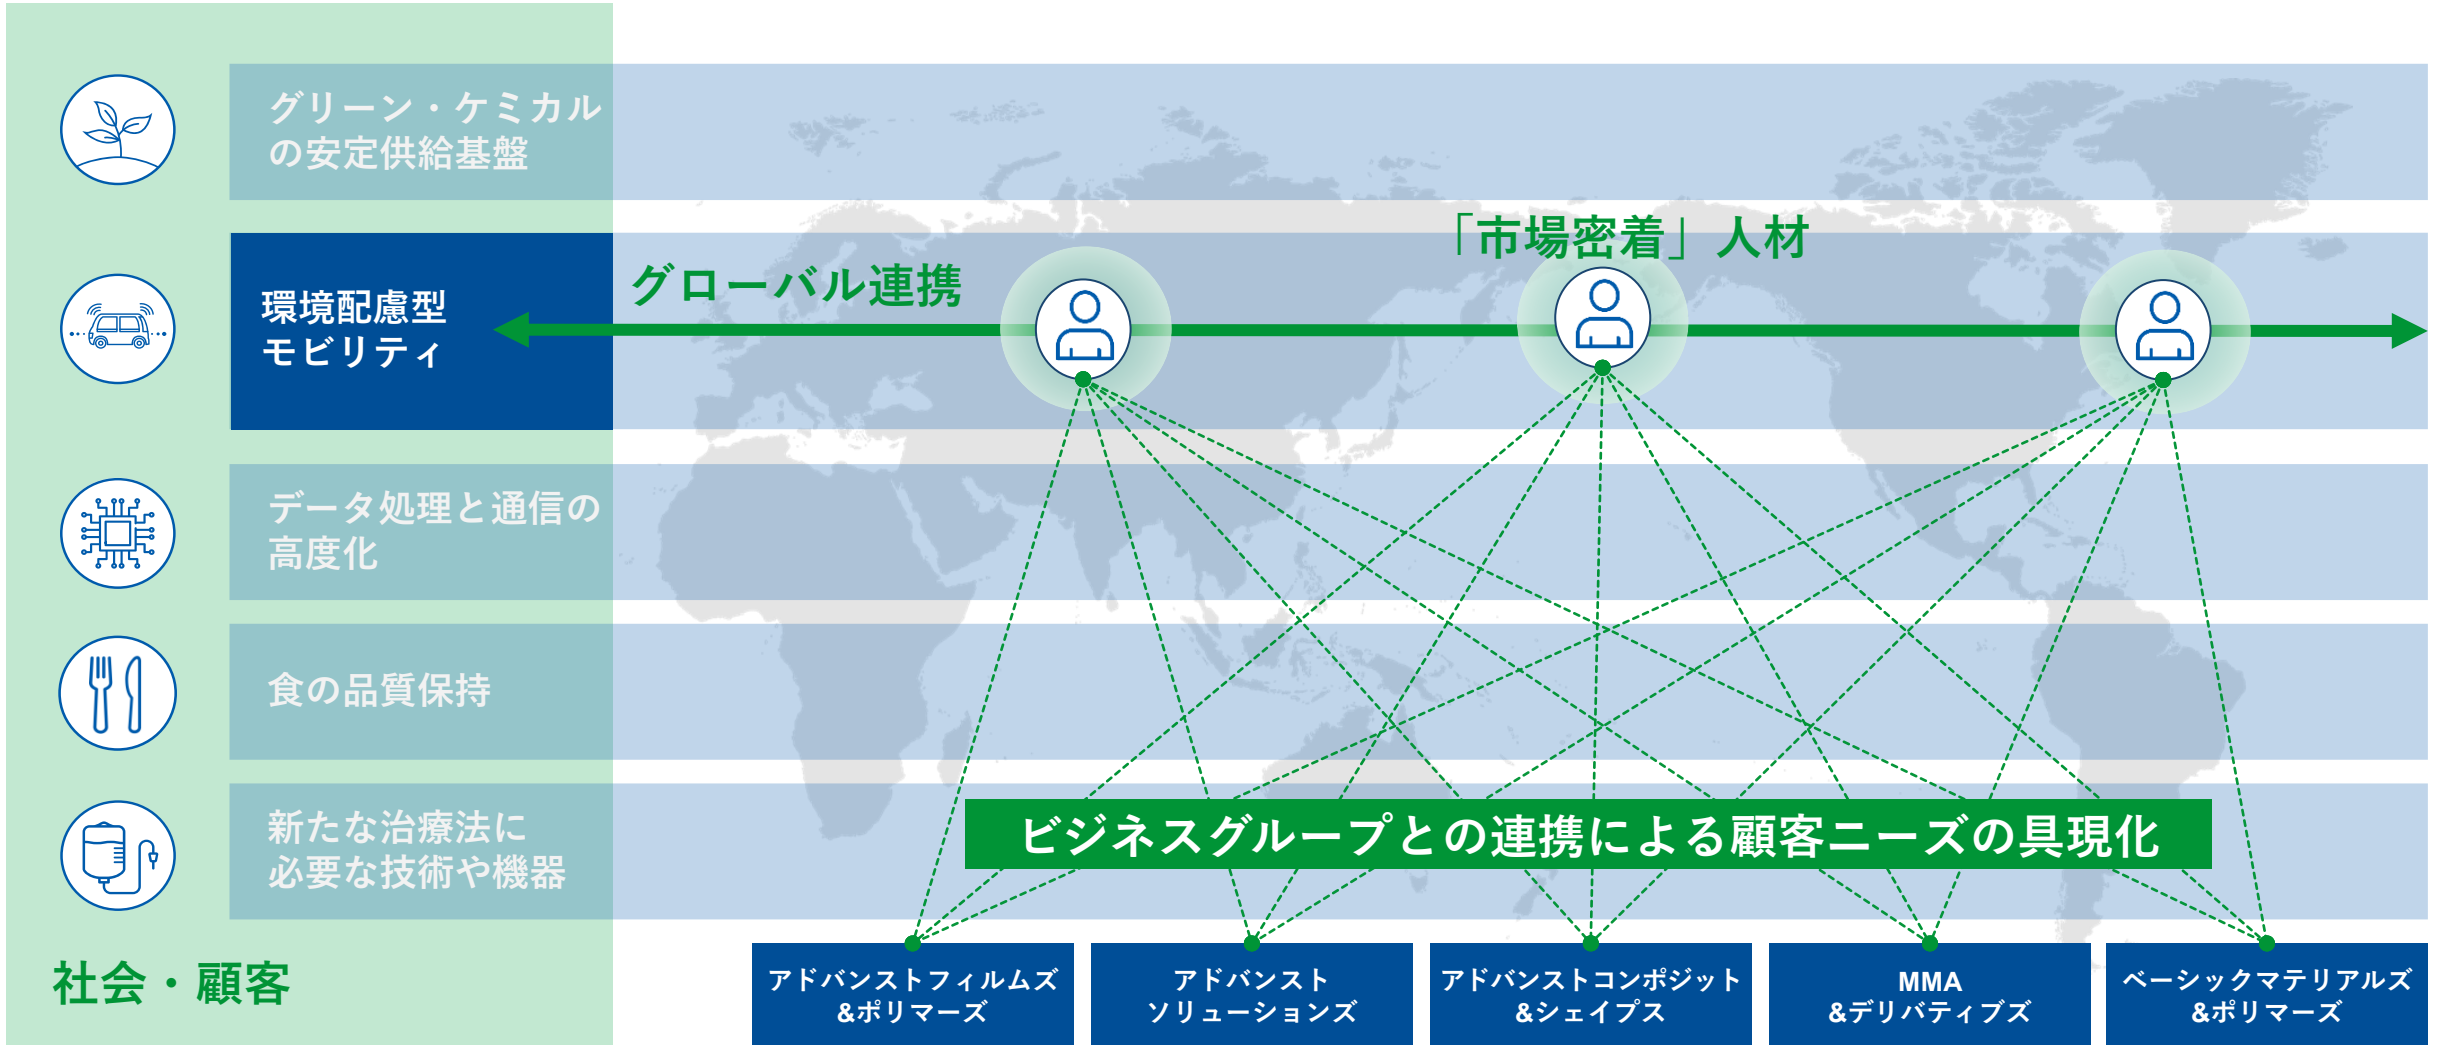 グリーン・ケミカル
の安定供給基盤
「市場密着」人材
グローバル連携
環境配慮型
モビリティ
データ処理と通信の
高度化
食の品質保持
新たな治療法に
必要な技術や機器
ビジネスグループとの連携による顧客ニーズの具現化
社会・顧客
アドバンストフィルムズ
&ポリマーズ
アドバンスト
ソリューションズ
アドバンストコンポジット
&シェイプス
MMA
&デリバティブズ
ベーシックマテリアルズ
&ポリマーズ